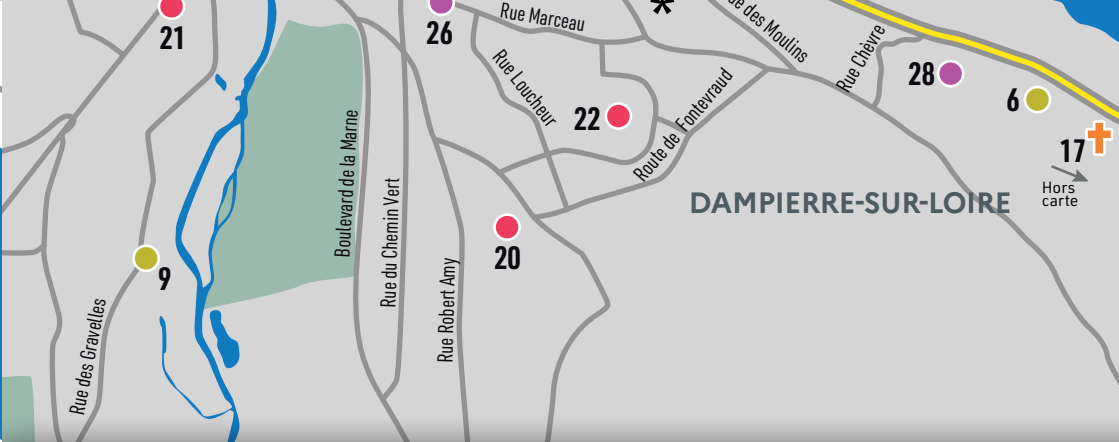 21
26
Rue Marceau
*
ue des Moulins
Rue Chèvre
28
6
17
Hors
carte
Rue Loucheur
22
Route de Fontevraud
DAMPIERRE-SUR-LOIRE
Boulevard de la Marne
Rue du Chemin Vert
Rue Robert Amy
20
9
Rue des Gravelles